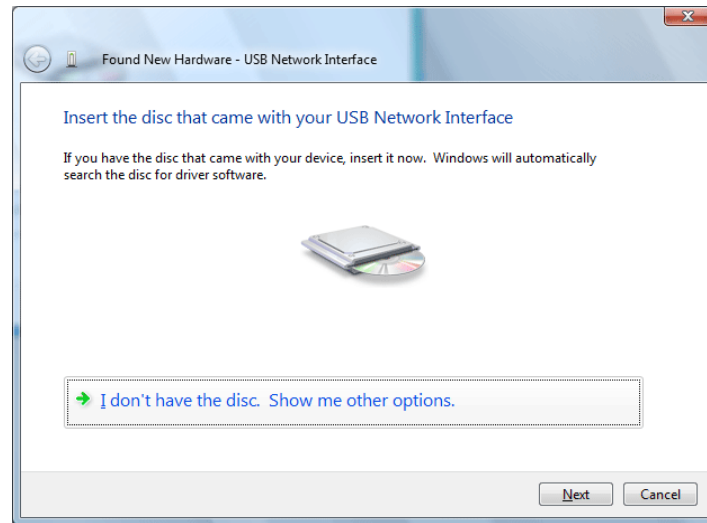 Found New Hardware - USB Network Interface
Insert the disc that came with your USB Network Interface
If you have the disc that came with your device, insert it now.  Windows will automatically
search the disc for driver software.
I don't have the disc.  Show me other options.
Next
Cancel